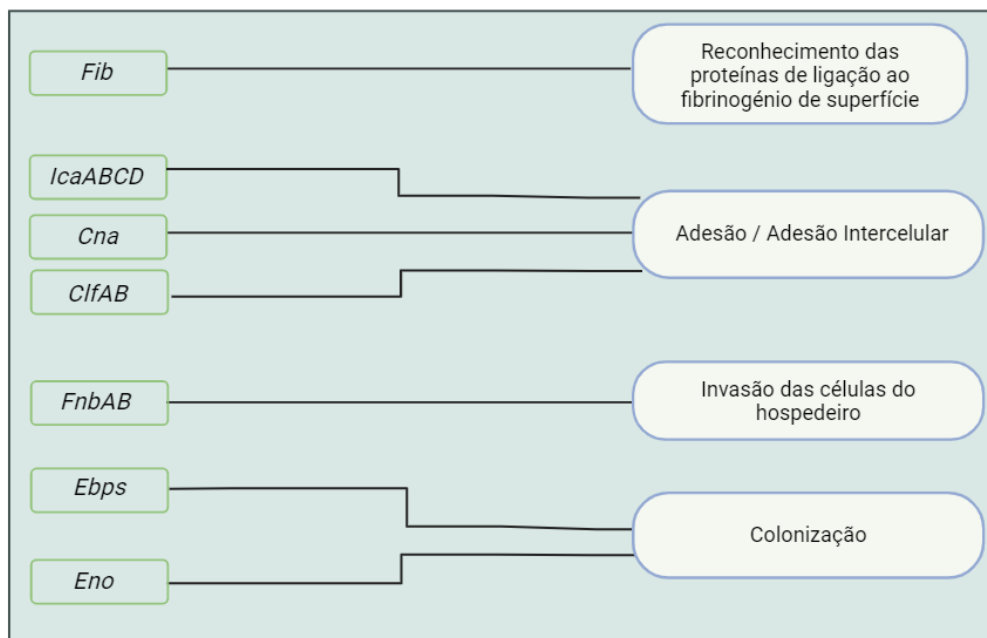 Fib
Reconhecimento das
proteínas de ligação ao
fibrinogénio de superfície
IcaABCD
Cna
ClfAB
Adesão / Adesão Intercelular
FnbAB
Invasão das células do
hospedeiro
Ebps
Eno
Colonização